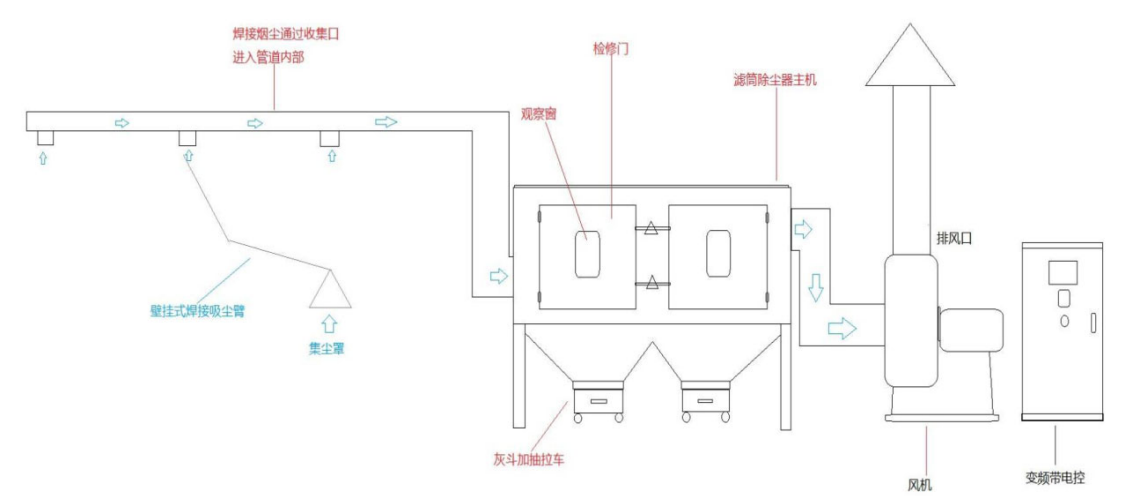 焊接烟尘通过收集口
进入管道内部
检修门
滤筒除尘器主机
观察窗
排风口
壁挂式焊接吸尘臂
集尘罩
灰斗加抽拉车
风机
变频带电控